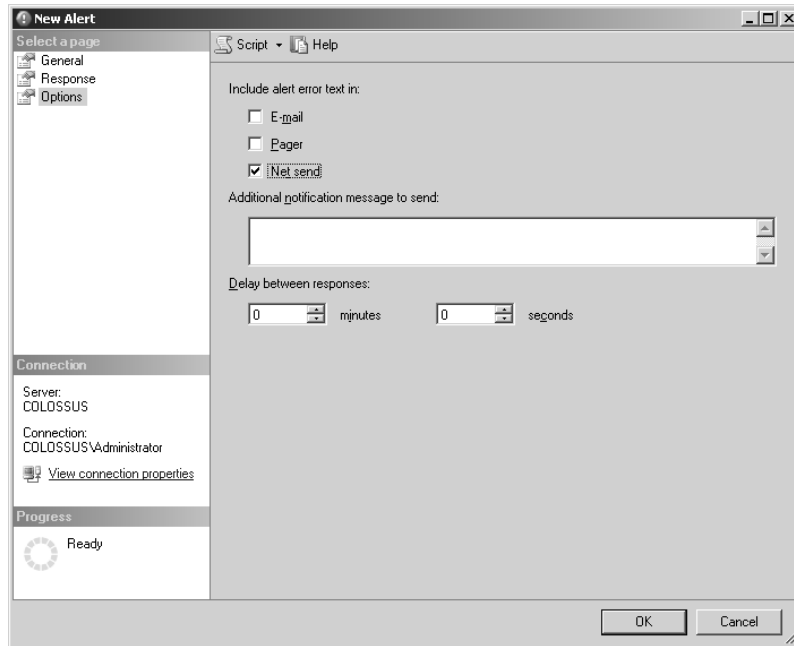 New Alert
Select a page
General
Response
Options
Script
Help
Include alert error text in:
E-mail
Pager
Net send
Additional notification message to send:
Delay between responses:
0 minutes 0 seconds
Connection
Server:
COLOSSUS
Connection:
COLOSSUS\Administrator
View connection properties
Progress
Ready
OK Cancel